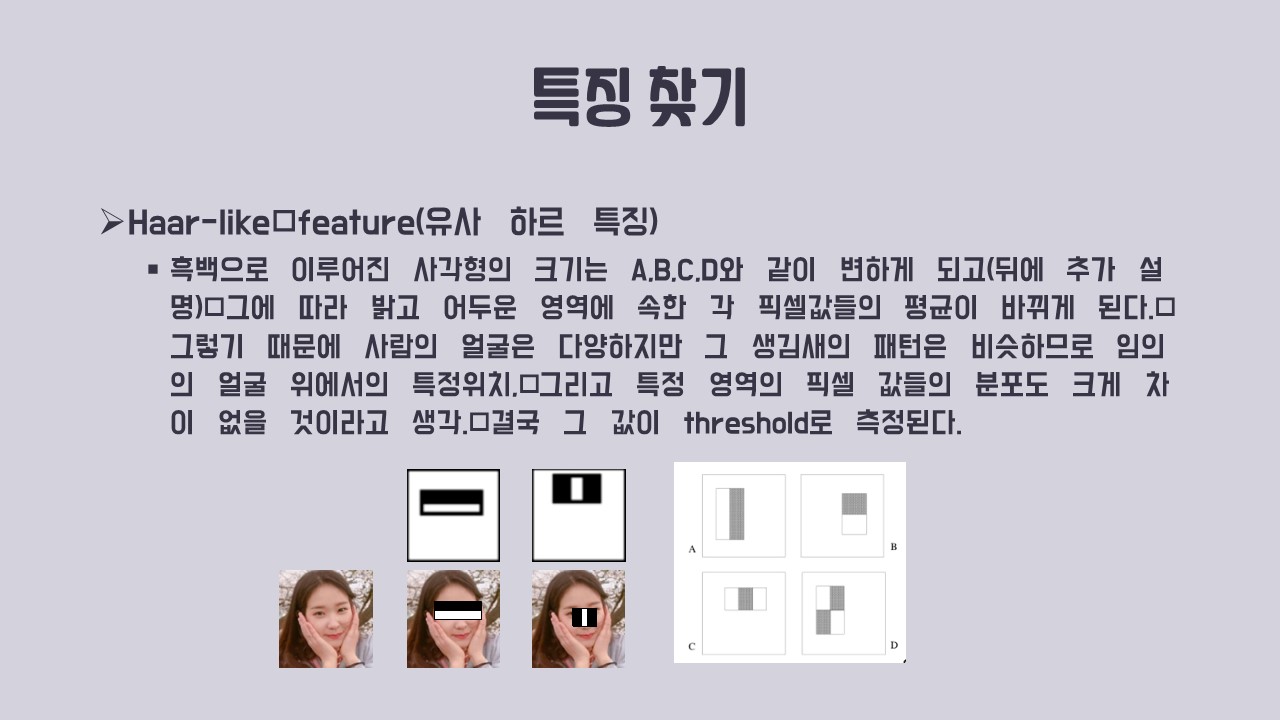 특징 찾기
➢Haar-like□feature(유사 하르 특징)
▪ 흑백으로 이루어진 사각형의 크기는 A,B,C,D와 같이 변하게 되고(뒤에 추가 설
명)□그에 따라 밝고 어두운 영역에 속한 각 픽셀값들의 평균이 바뀌게 된다.□
그렇기 때문에 사람의 얼굴은 다양하지만 그 생김새의 패턴은 비슷하므로 임의
의 얼굴 위에서의 특정위치,□그리고 특정 영역의 픽셀 값들의 분포도 크게 차
이 없을 것이라고 생각.□결국 그 값이 threshold로 측정된다.
A B
C D